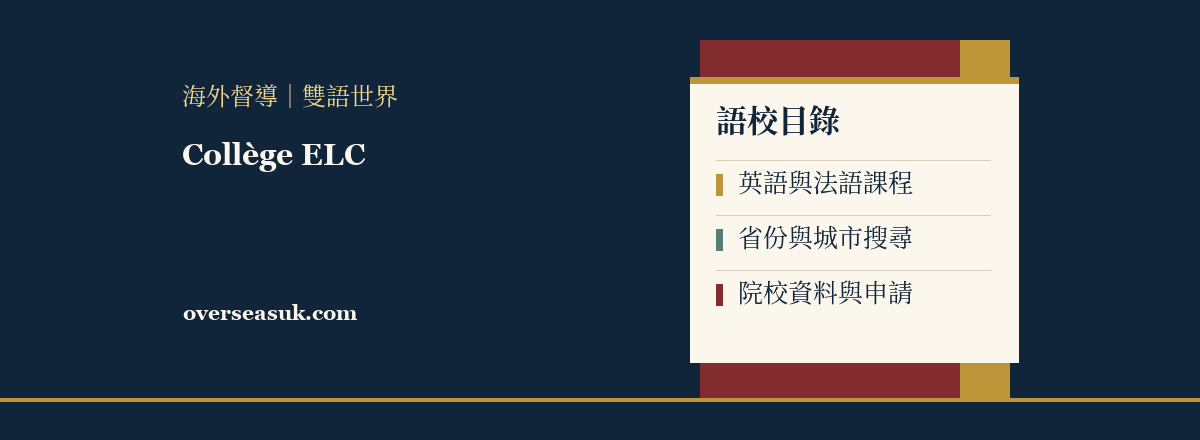 海外督導｜雙語世界
Collège ELC
overseasuk.com
語校目錄
英語與法語課程
省份與城市搜尋
院校資料與申請